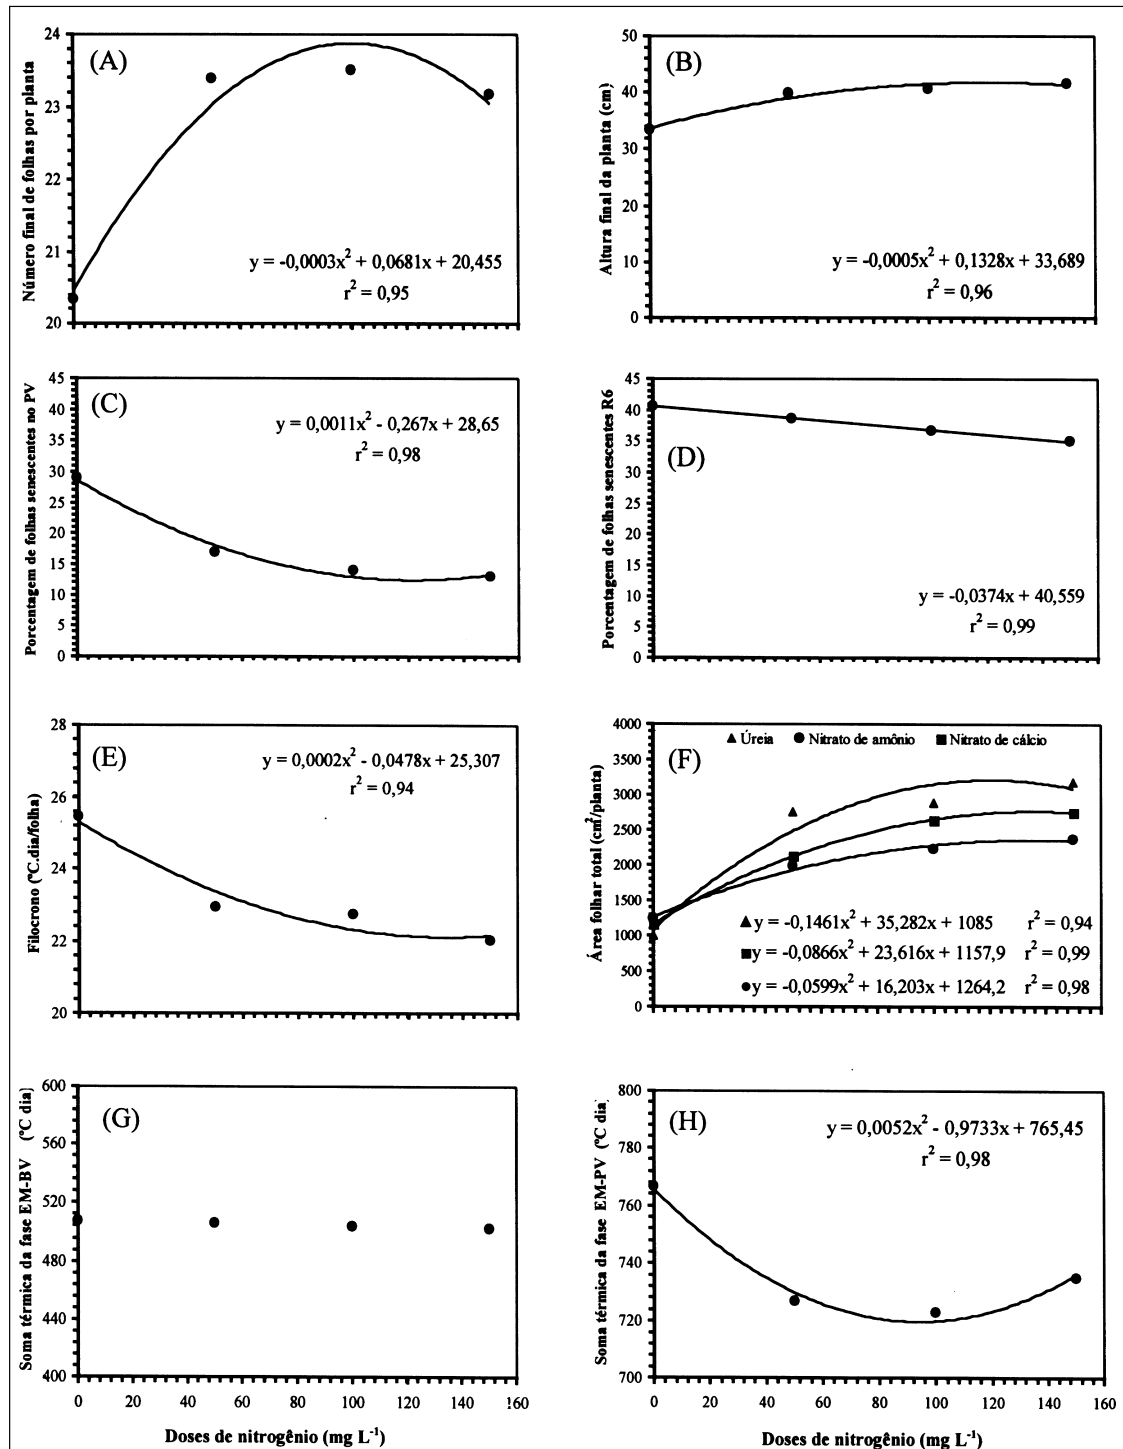 (A)
Número final de folhas por planta
24
23
22
21
20
y = -0,0003x² + 0,0681x + 20,455
r² = 0,95
(B)
Altura final da planta (cm)
50
40
30
20
10
0
y = -0,0005x² + 0,1328x + 33,689
r² = 0,96
(C)
Porcentagem de folhas senescentes no PV
45
40
35
30
25
20
15
10
5
0
y = 0,0011x² - 0,267x + 28,65
r² = 0,98
(D)
Porcentagem de folhas senescentes R6
45
40
35
30
25
20
15
10
5
0
y = -0,0374x + 40,559
r² = 0,99
(E)
Filocrono (ºC.dia/folha)
28
26
24
22
20
y = 0,0002x² - 0,0478x + 25,307
r² = 0,94
(F)
Área folhar total (cm²/planta)
4000
3500
3000
2500
2000
1500
1000
500
0
▲ Úreia ● Nitrato de amônio ■ Nitrato de cálcio
▲ y = -0,1461x² + 35,282x + 1085 r² = 0,94
■ y = -0,0866x² + 23,616x + 1157,9 r² = 0,99
● y = -0,0599x² + 16,203x + 1264,2 r² = 0,98
(G)
Soma térmica da fase EM-BV (ºC dia)
600
560
520
480
440
400
0 20 40 60 80 100 120 140 160
Doses de nitrogênio (mg L⁻¹)
(H)
Soma térmica da fase EM-PV (ºC dia)
800
780
760
740
720
700
y = 0,0052x² - 0,9733x + 765,45
r² = 0,98
0 20 40 60 80 100 120 140 160
Doses de nitrogênio (mg L⁻¹)